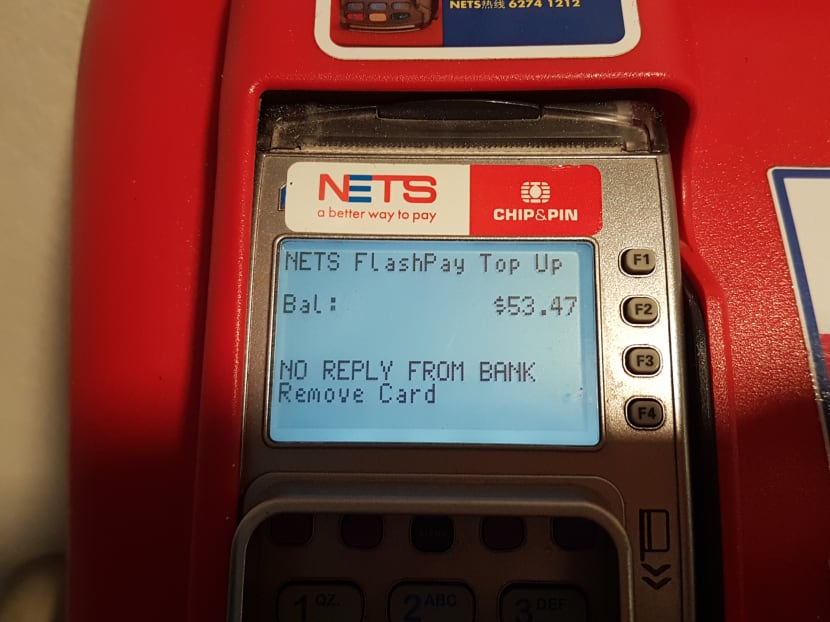 NETS热线 6274 1212
NETS
a better way to pay
CHIP&PIN
NETS FlashPay Top Up
Bal: $53.47
NO REPLY FROM BANK
Remove Card
F1
F2
F3
F4
1 QZ.
2 ABC
3 DEF